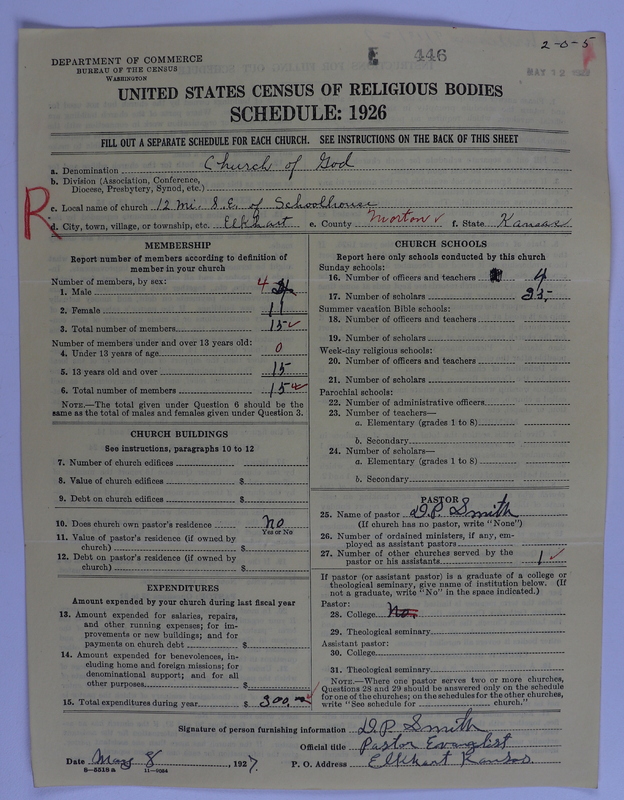 2-0-5
E 446
DEPARTMENT OF COMMERCE
BUREAU OF THE CENSUS
WASHINGTON
MAY 12 1927
UNITED STATES CENSUS OF RELIGIOUS BODIES
SCHEDULE: 1926
FILL OUT A SEPARATE SCHEDULE FOR EACH CHURCH. SEE INSTRUCTIONS ON THE BACK OF THIS SHEET
a. Denomination Church of God
b. Division (Association, Conference,
Diocese, Presbytery, Synod, etc.)
R
c. Local name of church 12 mi. S.E. of Schoolhouse
d. City, town, village, or township, etc. Elkhart e. County Morton ✓ f. State Kansas
MEMBERSHIP
Report number of members according to definition of
member in your church
Number of members, by sex:
1. Male 4
2. Female 11
3. Total number of members 15 ✓
Number of members under and over 13 years old:
4. Under 13 years of age 0
5. 13 years old and over 15
6. Total number of members 15 ✓
NOTE.—The total given under Question 6 should be the
same as the total of males and females given under Question 3.
CHURCH BUILDINGS
See instructions, paragraphs 10 to 12
7. Number of church edifices
8. Value of church edifices $
9. Debt on church edifices $
10. Does church own pastor's residence no
Yes or No
11. Value of pastor's residence (if owned by
church) $
12. Debt on pastor's residence (if owned by
church) $
EXPENDITURES
Amount expended by your church during last fiscal year
13. Amount expended for salaries, repairs,
and other running expenses; for im-
provements or new buildings; and for
payments on church debt $
14. Amount expended for benevolences, in-
cluding home and foreign missions; for
denominational support; and for all
other purposes $
15. Total expenditures during year $ 300.00 ✓
CHURCH SCHOOLS
Report here only schools conducted by this church
Sunday schools:
16. Number of officers and teachers 4
17. Number of scholars 25-
Summer vacation Bible schools:
18. Number of officers and teachers
19. Number of scholars
Week-day religious schools:
20. Number of officers and teachers
21. Number of scholars
Parochial schools:
22. Number of administrative officers
23. Number of teachers—
a. Elementary (grades 1 to 8)
b. Secondary
24. Number of scholars—
a. Elementary (grades 1 to 8)
b. Secondary
PASTOR
25. Name of pastor D.P. Smith
(If church has no pastor, write "None")
26. Number of ordained ministers, if any, em-
ployed as assistant pastors
27. Number of other churches served by the
pastor or his assistants 1 ✓
If pastor (or assistant pastor) is a graduate of a college or
theological seminary, give name of institution below. (If
not a graduate, write "No" in the space indicated.)
Pastor:
28. College No.
29. Theological seminary
Assistant pastor:
30. College
31. Theological seminary
NOTE.—Where one pastor serves two or more churches,
Questions 28 and 29 should be answered only on the schedule
for one of the churches; on the schedules for the other churches,
write "See schedule for church."
Signature of person furnishing information D.P. Smith
Official title Pastor Evangelist
Date May 8, 1927. P. O. Address Elkhart Kansas.
8-5518 a 11-9084